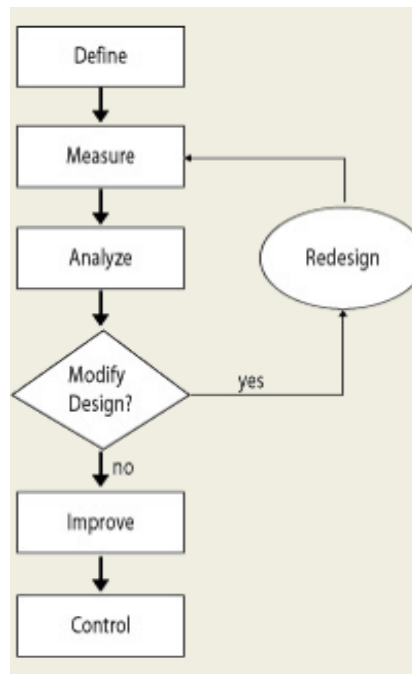 Define
Measure
Analyze
Redesign
Modify
Design?
yes
no
Improve
Control